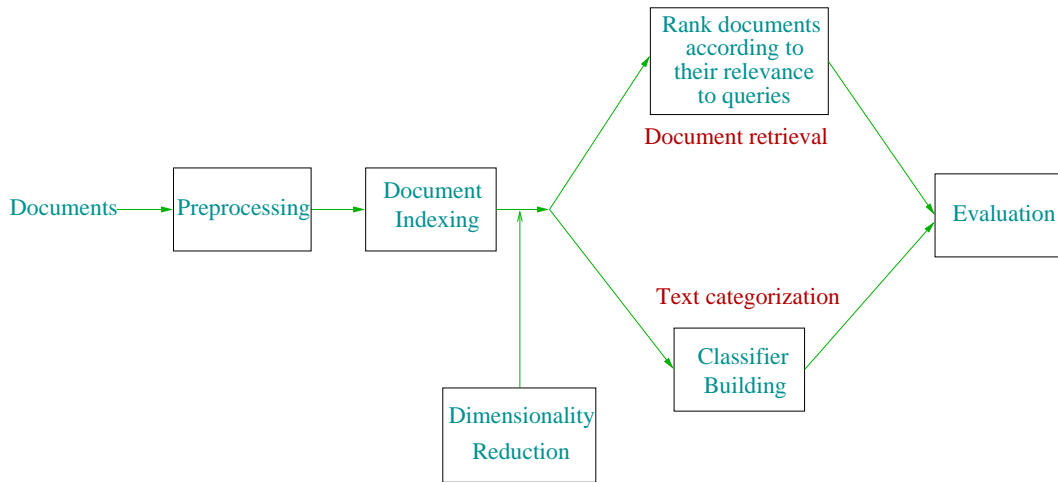 Rank documents
according to
their relevance
to queries
Document retrieval
Documents
Preprocessing
Document
Indexing
Evaluation
Text categorization
Classifier
Building
Dimensionality
Reduction